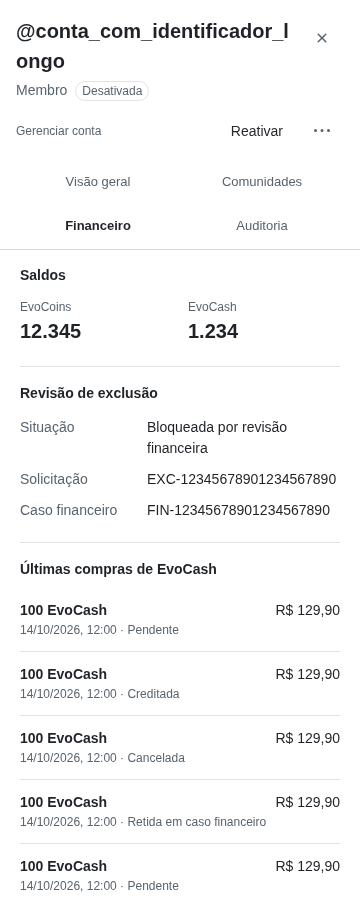 @conta_com_identificador_l
ongo
Membro Desativada
Gerenciar conta Reativar
Visão geral Comunidades
Financeiro Auditoria
Saldos
EvoCoins EvoCash
12.345 1.234
Revisão de exclusão
Situação Bloqueada por revisão
financeira
Solicitação EXC-12345678901234567890
Caso financeiro FIN-12345678901234567890
Últimas compras de EvoCash
100 EvoCash R$ 129,90
14/10/2026, 12:00 · Pendente
100 EvoCash R$ 129,90
14/10/2026, 12:00 · Creditada
100 EvoCash R$ 129,90
14/10/2026, 12:00 · Cancelada
100 EvoCash R$ 129,90
14/10/2026, 12:00 · Retida em caso financeiro
100 EvoCash R$ 129,90
14/10/2026, 12:00 · Pendente